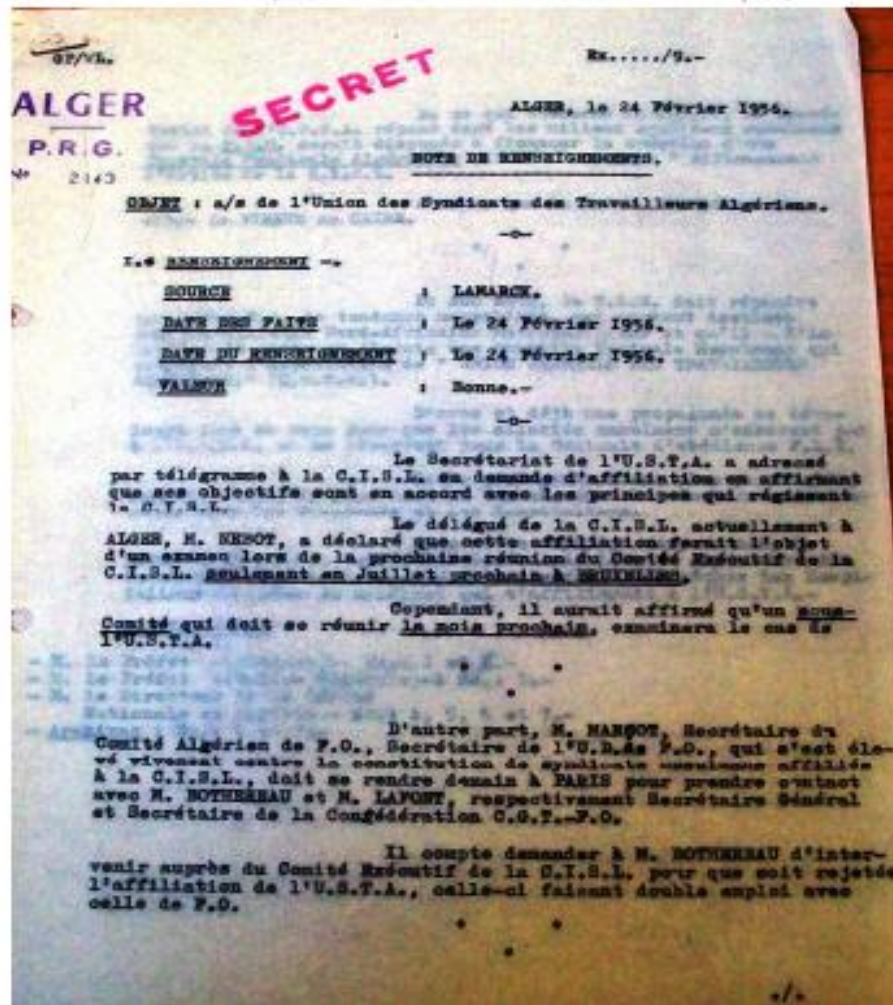 GP/VL.
RM...../S.-
ALGER
SECRET
ALGER, le 24 Février 1956.
P.R.G.
NOTE DE RENSEIGNEMENTS.
N° 2143
OBJET : a/s de l'Union des Syndicats des Travailleurs Algériens.
-o-
I.- RENSEIGNEMENT -.
SOURCE : LAMARCK.
DATE DES FAITS : Le 24 Février 1956.
DATE DU RENSEIGNEMENT : Le 24 Février 1956.
VALEUR : Bonne.-
-o-
Le Secrétariat de l'U.S.T.A. a adressé
par télégramme à la C.I.S.L. sa demande d'affiliation en affirmant
que ses objectifs sont en accord avec les principes qui régissent
la C.I.S.L.
Le délégué de la C.I.S.L. actuellement à
ALGER, M. NEBOT, a déclaré que cette affiliation ferait l'objet
d'un examen lors de la prochaine réunion du Comité Exécutif de la
C.I.S.L. seulement en Juillet prochain à BRUXELLES.
Cependant, il aurait affirmé qu'un sous-
Comité qui doit se réunir le mois prochain, examinera le cas de
l'U.S.T.A.
D'autre part, M. MARGOT, Secrétaire du
Comité Algérien de F.O., Secrétaire de l'U.D. de F.O., qui s'est éle-
vé vivement contre la constitution de syndicats musulmans affiliés
à la C.I.S.L., doit se rendre demain à PARIS pour prendre contact
avec M. BOTHEREAU et M. LAFONT, respectivement Secrétaire Général
et Secrétaire de la Congédération C.G.T.-F.O.
Il compte demander à M. BOTHEREAU d'inter-
venir auprès du Comité Exécutif de la C.I.S.L. pour que soit rejetée
l'affiliation de l'U.S.T.A., celle-ci faisant double emploi avec
celle de F.O.
./.